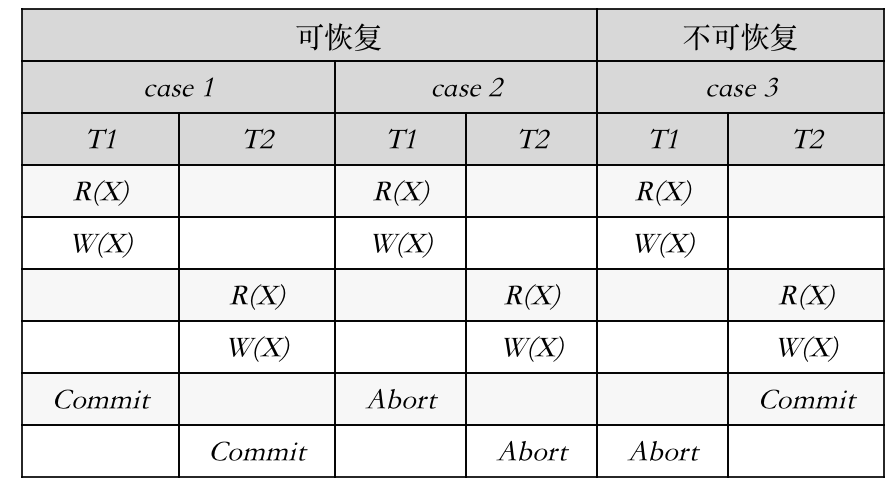 可恢复 不可恢复
case 1 case 2 case 3
T1 T2 T1 T2 T1 T2
R(X) R(X) R(X)
W(X) W(X) W(X)
R(X) R(X) R(X)
W(X) W(X) W(X)
Commit Abort Commit
Commit Abort Abort